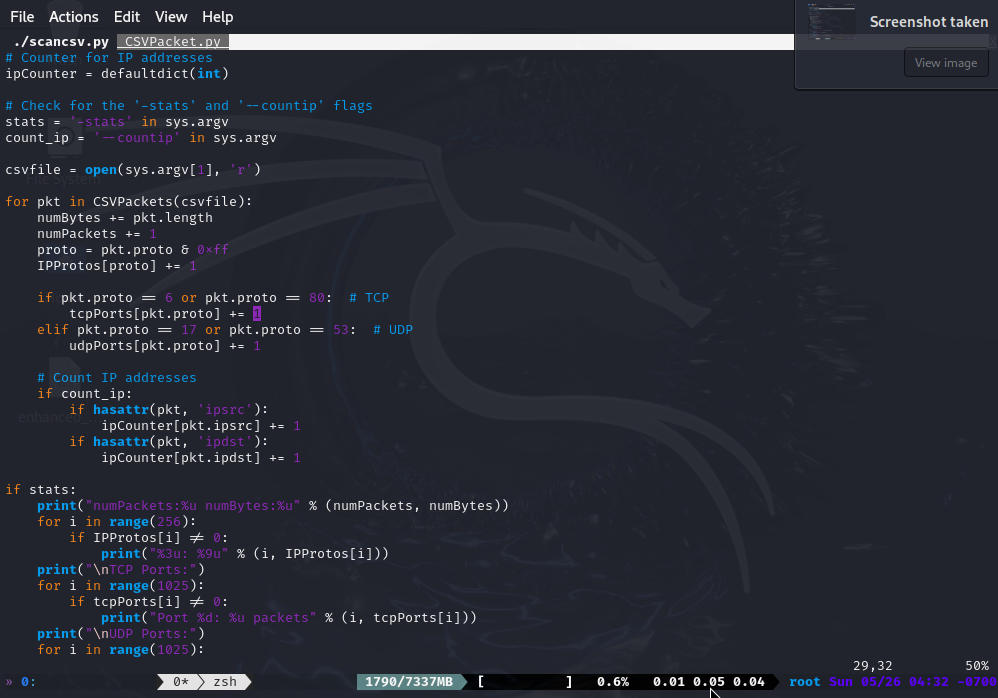 File Actions Edit View Help
Screenshot taken
View image
./scancsv.py CSVPacket.py
# Counter for IP addresses
ipCounter = defaultdict(int)
# Check for the '-stats' and '--countip' flags
stats = '-stats' in sys.argv
count_ip = '--countip' in sys.argv
csvfile = open(sys.argv[1], 'r')
File System
for pkt in CSVPackets(csvfile):
    numBytes += pkt.length
    numPackets += 1
    proto = pkt.proto & 0xff
    IPProtos[proto] += 1
    if pkt.proto == 6 or pkt.proto == 80:  # TCP
        tcpPorts[pkt.proto] += 1
    elif pkt.proto == 17 or pkt.proto == 53:  # UDP
        udpPorts[pkt.proto] += 1
    # Count IP addresses
    if count_ip:
        if hasattr(pkt, 'ipsrc'):
            ipCounter[pkt.ipsrc] += 1
        if hasattr(pkt, 'ipdst'):
            ipCounter[pkt.ipdst] += 1
if stats:
    print("numPackets:%u numBytes:%u" % (numPackets, numBytes))
    for i in range(256):
        if IPProtos[i] != 0:
            print("%3u: %9u" % (i, IPProtos[i]))
    print("\nTCP Ports:")
    for i in range(1025):
        if tcpPorts[i] != 0:
            print("Port %d: %u packets" % (i, tcpPorts[i]))
    print("\nUDP Ports:")
    for i in range(1025):
29,32 50%
» 0: 0* zsh 1790/7337MB [ ] 0.6% 0.01 0.05 0.04 root Sun 05/26 04:32 -0700